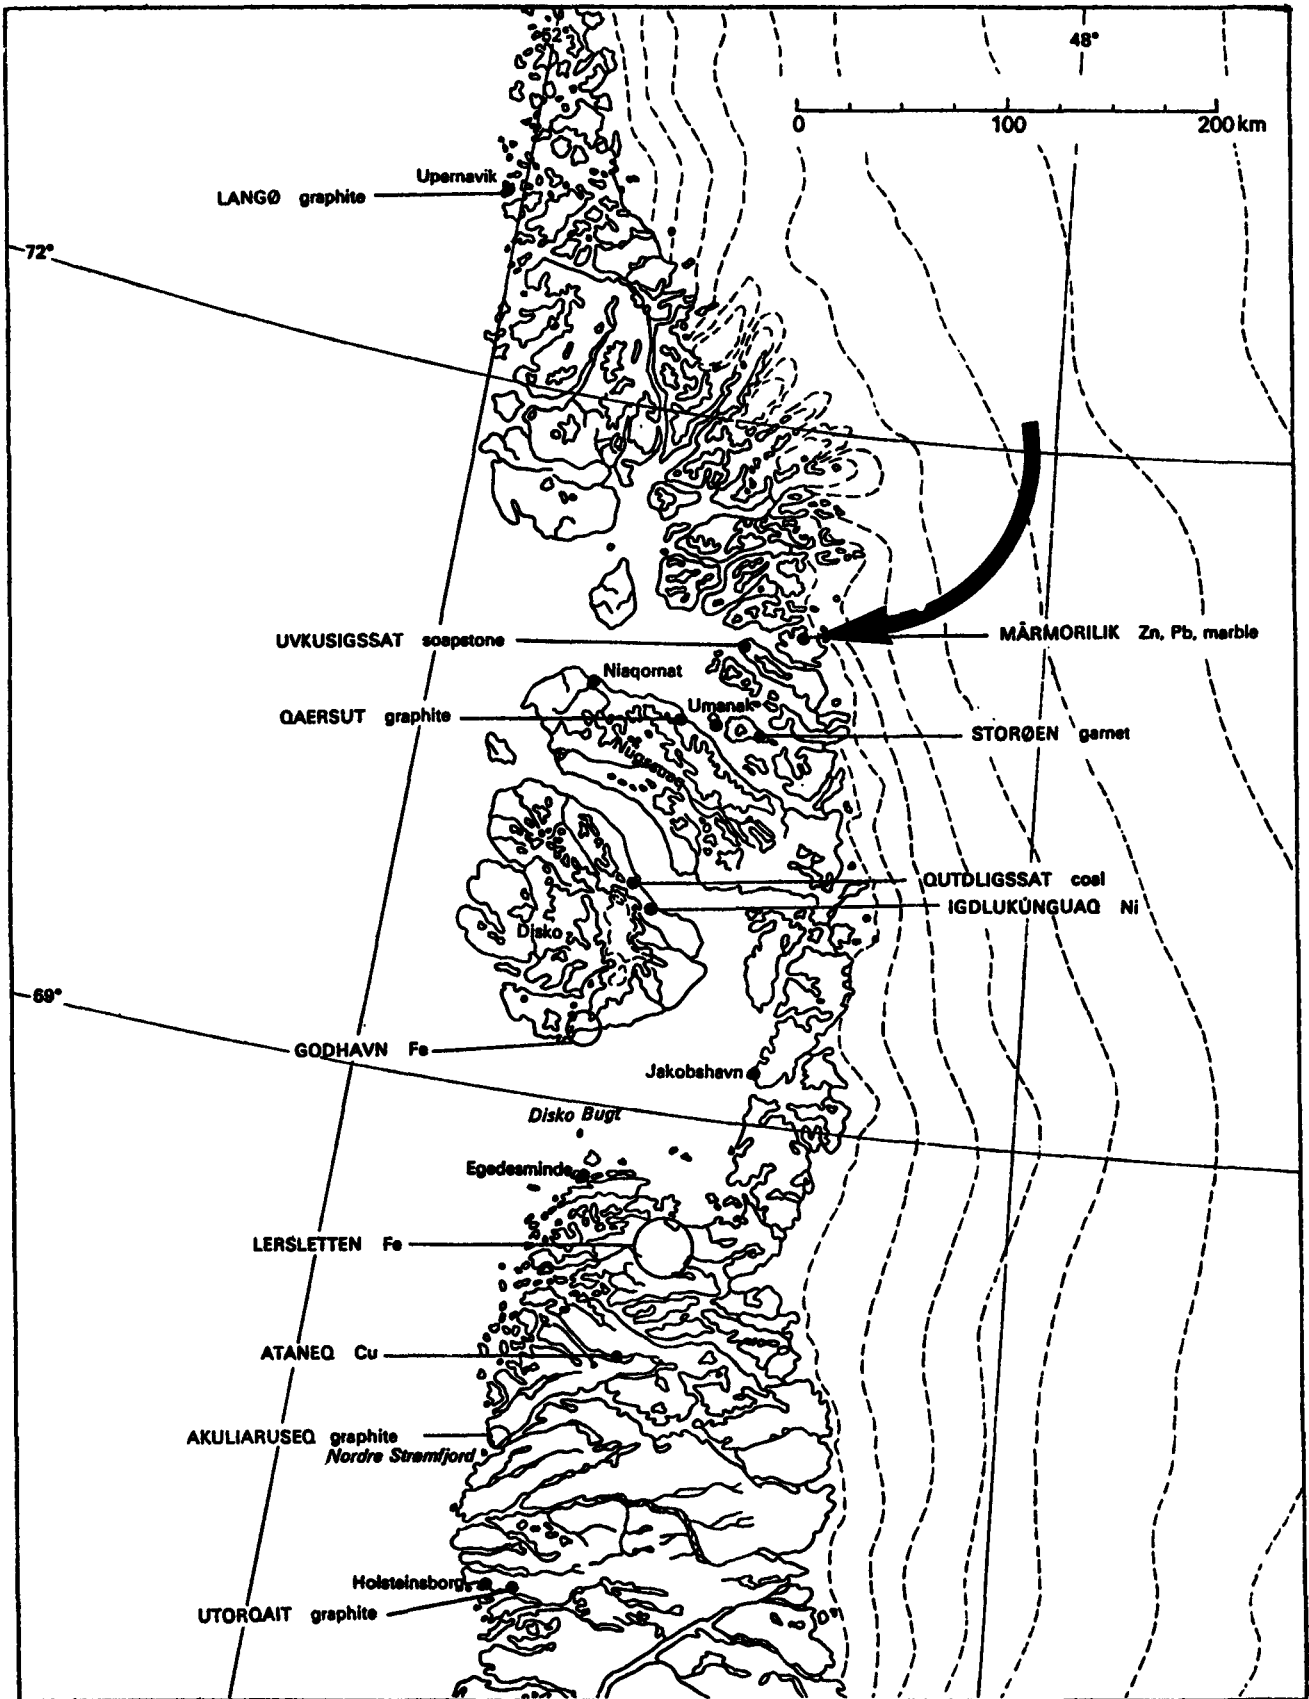 52°
48°
0 100 200 km
Upernavik
LANGØ graphite
72°
UVKUSIGSSAT soapstone
MÂRMORILIK Zn, Pb, marble
Niaqornat
QAERSUT graphite
Umanak
STORØEN garnet
Nûgssuaq
QUTDLIGSSAT coal
IGDLUKÚNGUAQ Ni
Disko
69°
GODHAVN Fe
Jakobshavn
Disko Bugt
Egedesminde
LERSLETTEN Fe
ATANEQ Cu
AKULIARUSEQ graphite
Nordre Strømfjord
Holsteinsborg
UTORQAIT graphite